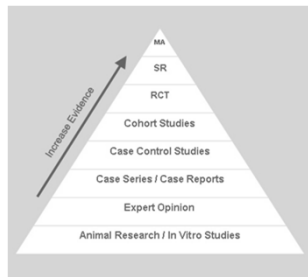 MA
SR
RCT
Cohort Studies
Case Control Studies
Case Series / Case Reports
Expert Opinion
Animal Research / In Vitro Studies
Increase Evidence